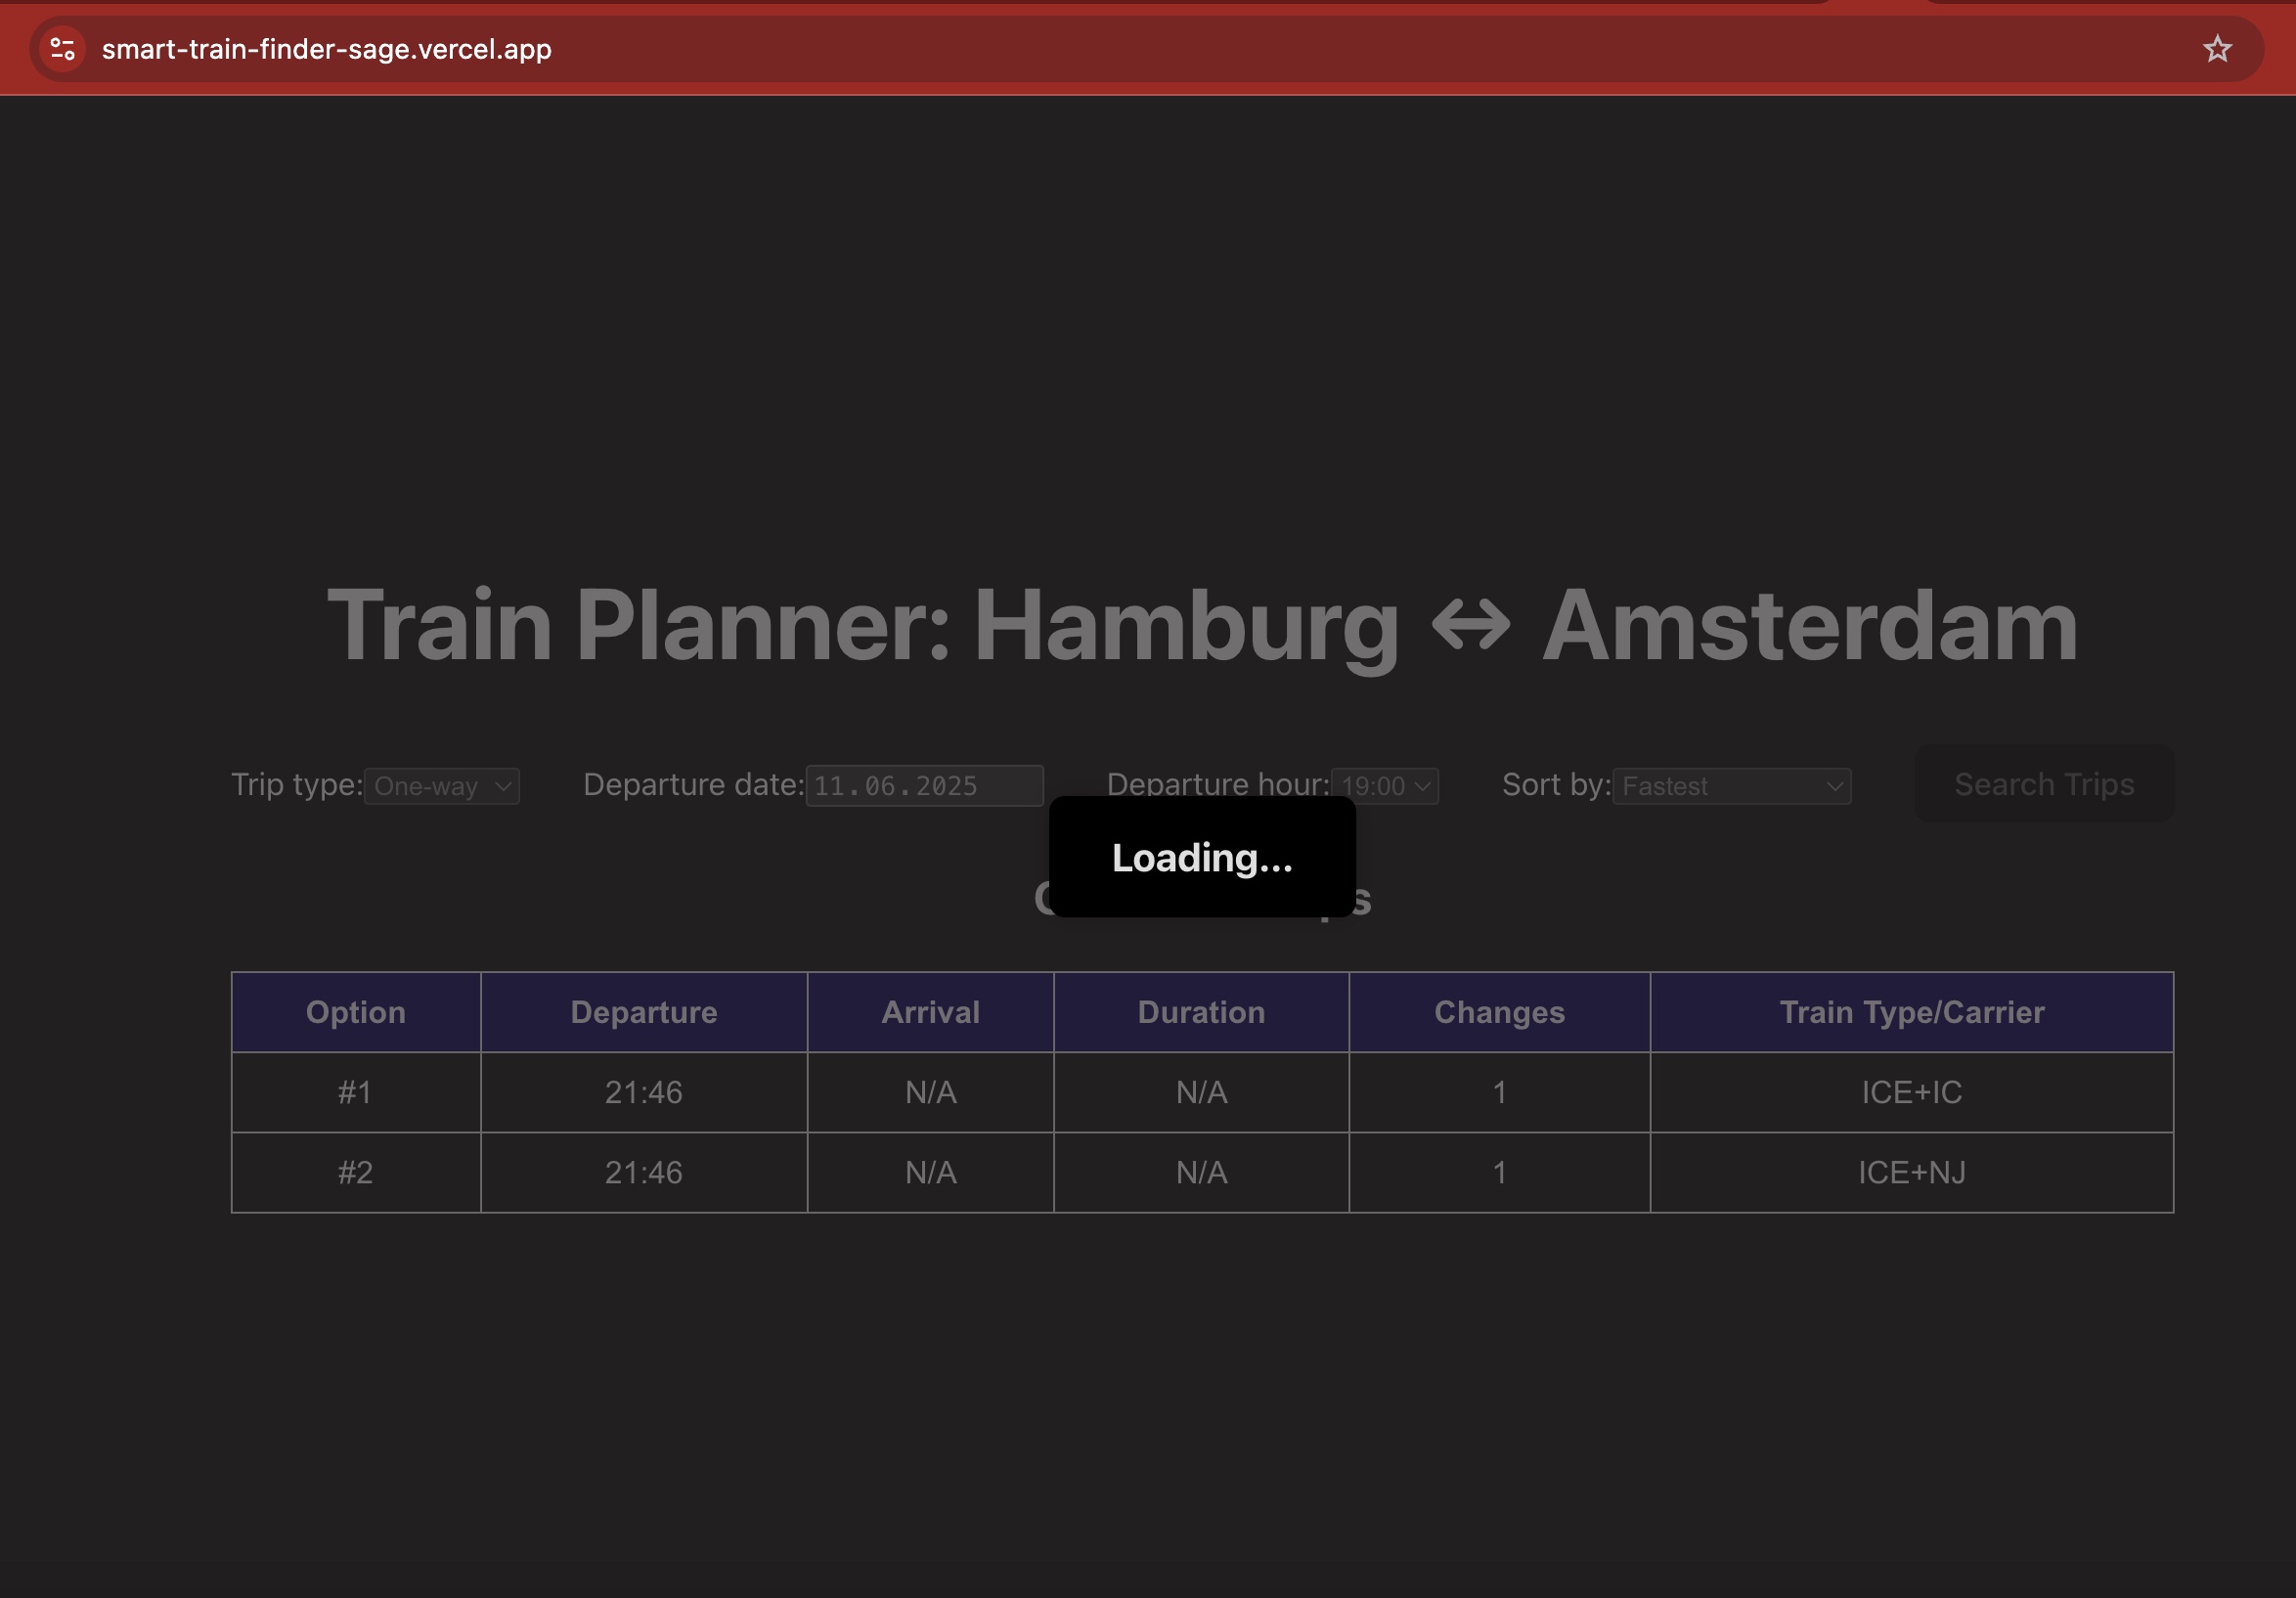 smart-train-finder-sage.vercel.app
Train Planner: Hamburg ↔ Amsterdam
Trip type: One-way Departure date: 11.06.2025 Departure hour: 19:00 Sort by: Fastest Search Trips
Loading...
Option Departure Arrival Duration Changes Train Type/Carrier
#1 21:46 N/A N/A 1 ICE+IC
#2 21:46 N/A N/A 1 ICE+NJ